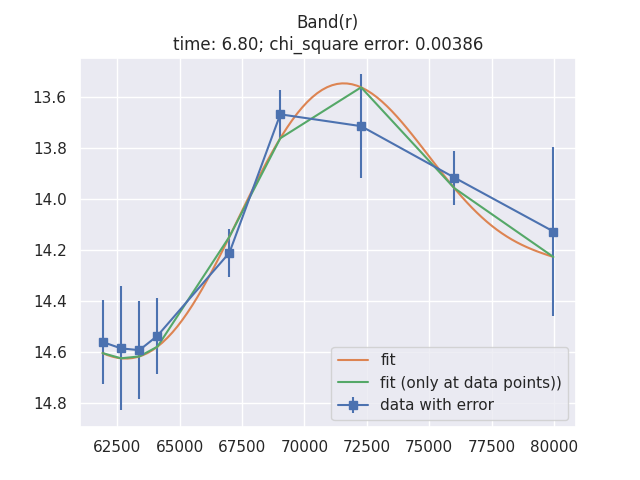 Band(r)
time: 6.80; chi_square error: 0.00386
13.6
13.8
14.0
14.2
14.4
14.6
14.8
fit
fit (only at data points))
data with error
62500 65000 67500 70000 72500 75000 77500 80000